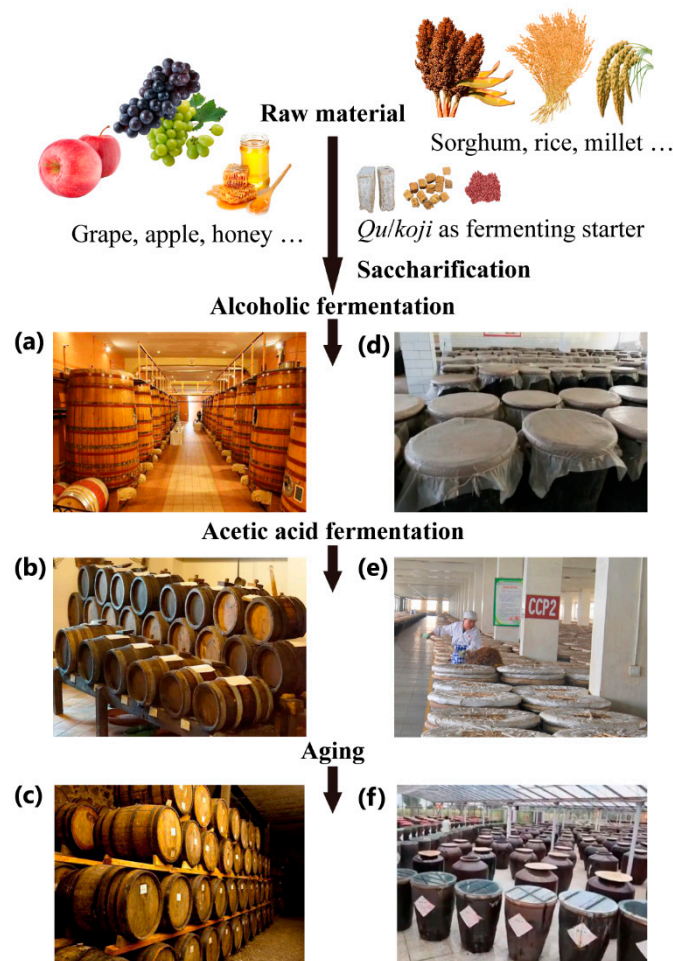 Raw material
Sorghum, rice, millet ...
Grape, apple, honey ...
Qu/koji as fermenting starter
Saccharification
Alcoholic fermentation
(a)
(d)
Acetic acid fermentation
(b)
(e)
CCP2
Aging
(c)
(f)